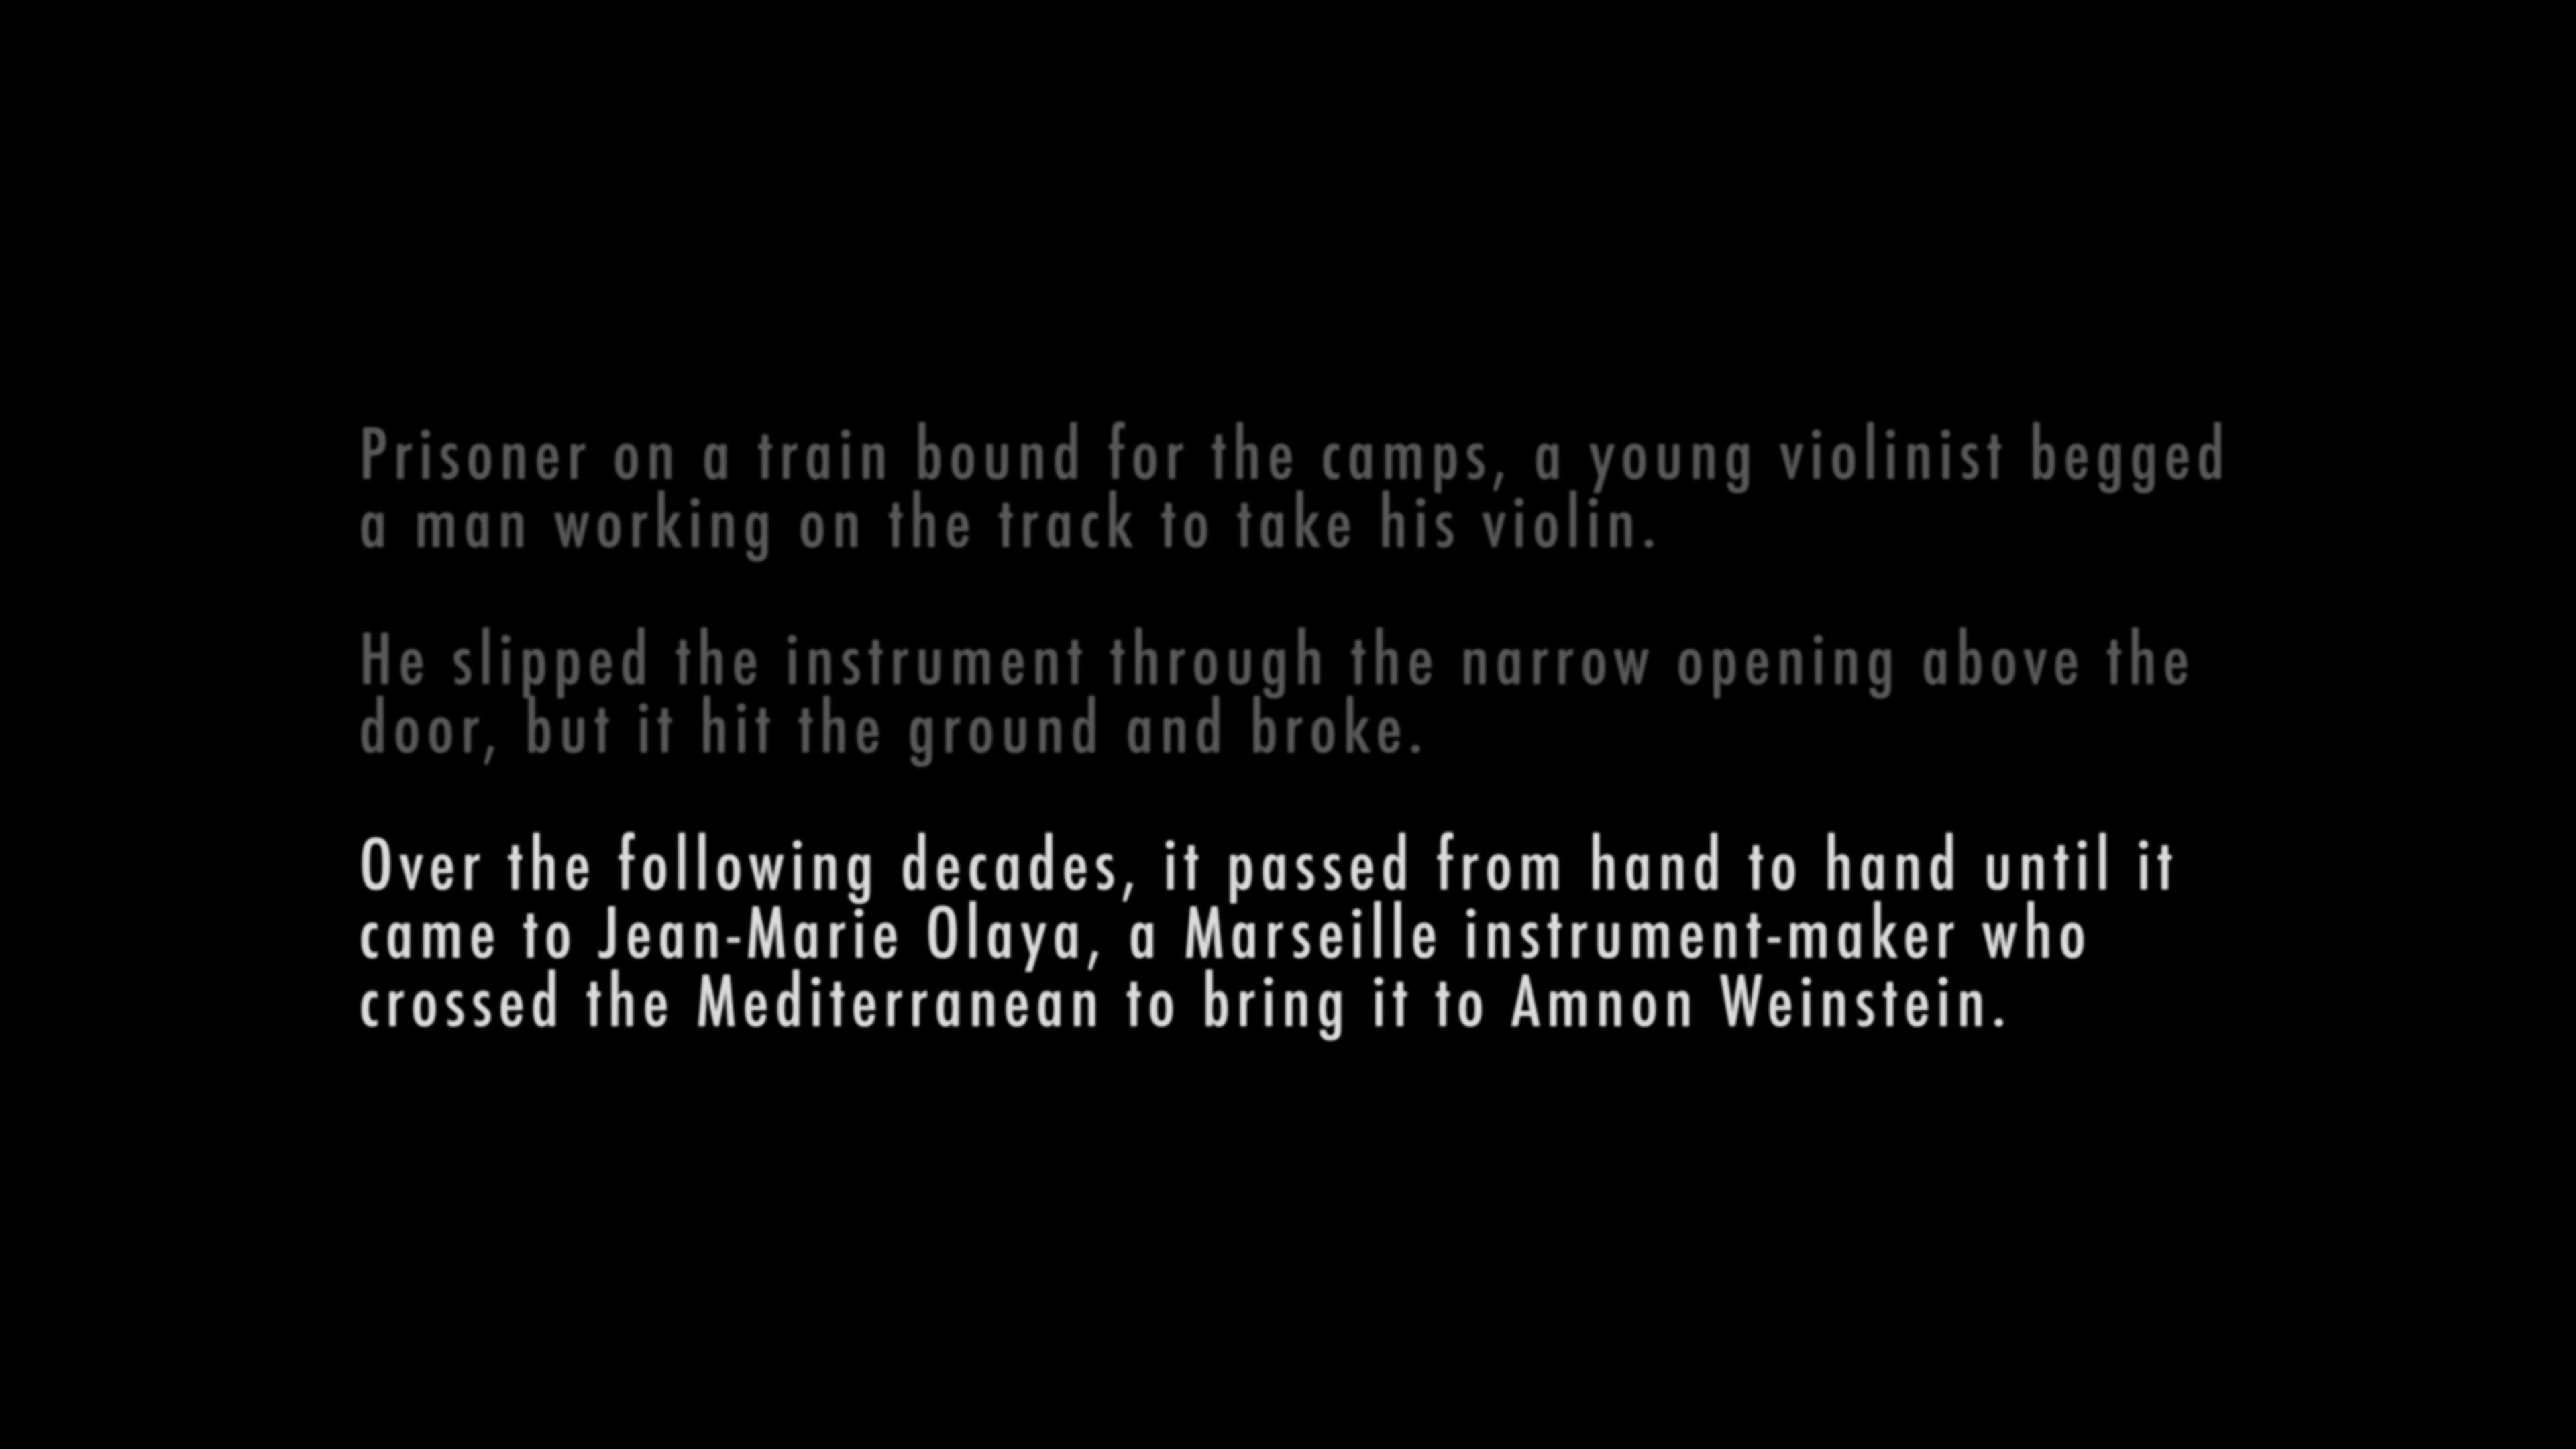 Prisoner on a train bound for the camps, a young violinist begged
a man working on the track to take his violin.
He slipped the instrument through the narrow opening above the
door, but it hit the ground and broke.
Over the following decades, it passed from hand to hand until it
came to Jean-Marie Olaya, a Marseille instrument-maker who
crossed the Mediterranean to bring it to Amnon Weinstein.